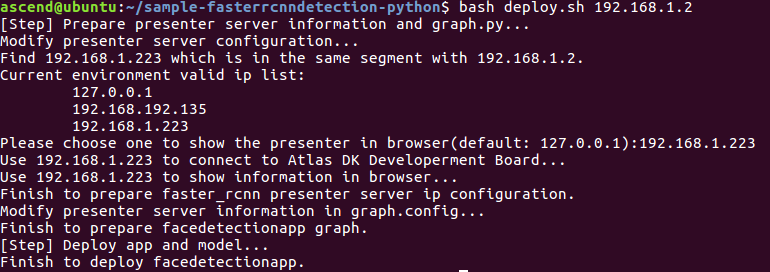 ascend@ubuntu:~/sample-fasterrcnndetection-python$ bash deploy.sh 192.168.1.2
[Step] Prepare presenter server information and graph.py...
Modify presenter server configuration...
Find 192.168.1.223 which is in the same segment with 192.168.1.2.
Current environment valid ip list:
127.0.0.1
192.168.192.135
192.168.1.223
Please choose one to show the presenter in browser(default: 127.0.0.1):192.168.1.223
Use 192.168.1.223 to connect to Atlas DK Developerment Board...
Use 192.168.1.223 to show information in browser...
Finish to prepare faster_rcnn presenter server ip configuration.
Modify presenter server information in graph.config...
Finish to prepare facedetectionapp graph.
[Step] Deploy app and model...
Finish to deploy facedetectionapp.